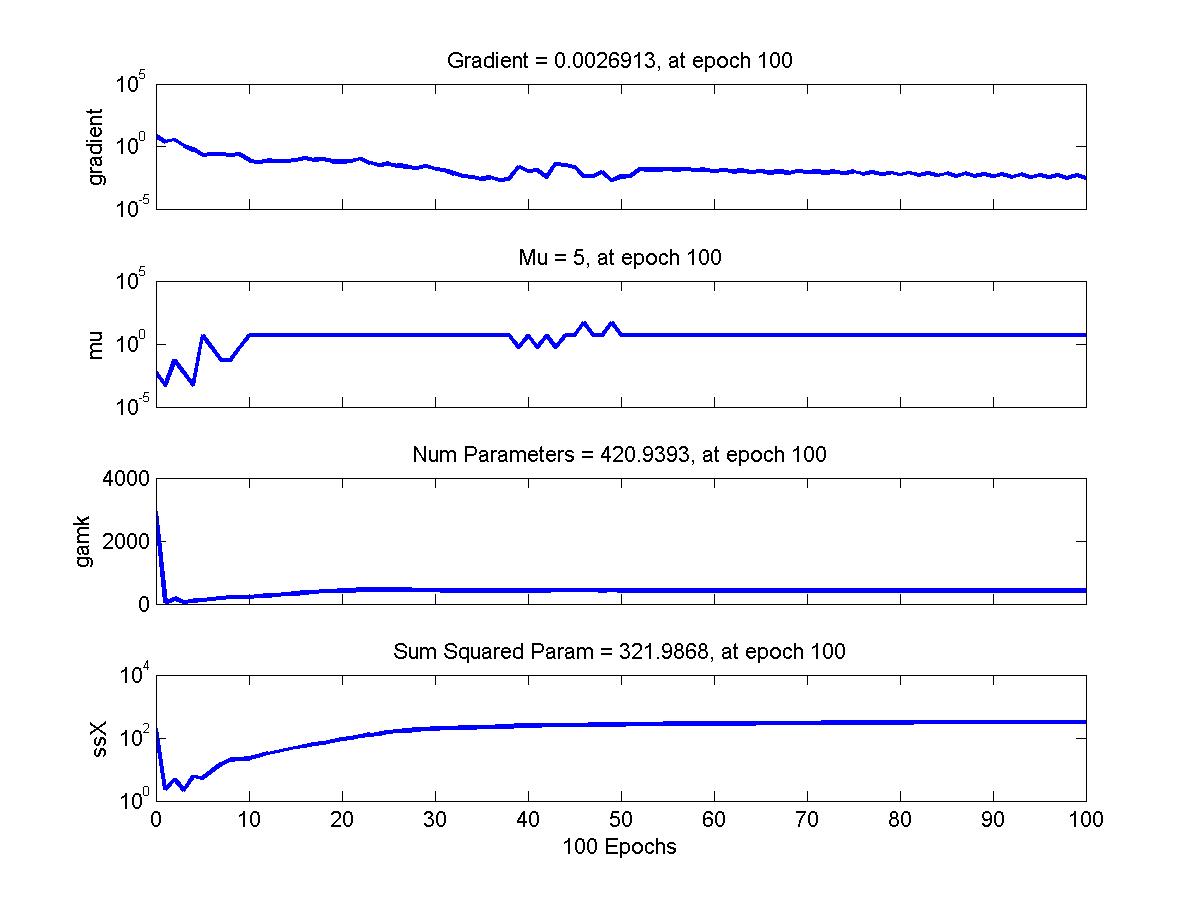 Gradient = 0.0026913, at epoch 100
10^5
10^0
10^-5
gradient
Mu = 5, at epoch 100
10^5
10^0
10^-5
mu
Num Parameters = 420.9393, at epoch 100
4000
2000
0
gamk
Sum Squared Param = 321.9868, at epoch 100
10^4
10^2
10^0
ssX
0 10 20 30 40 50 60 70 80 90 100
100 Epochs